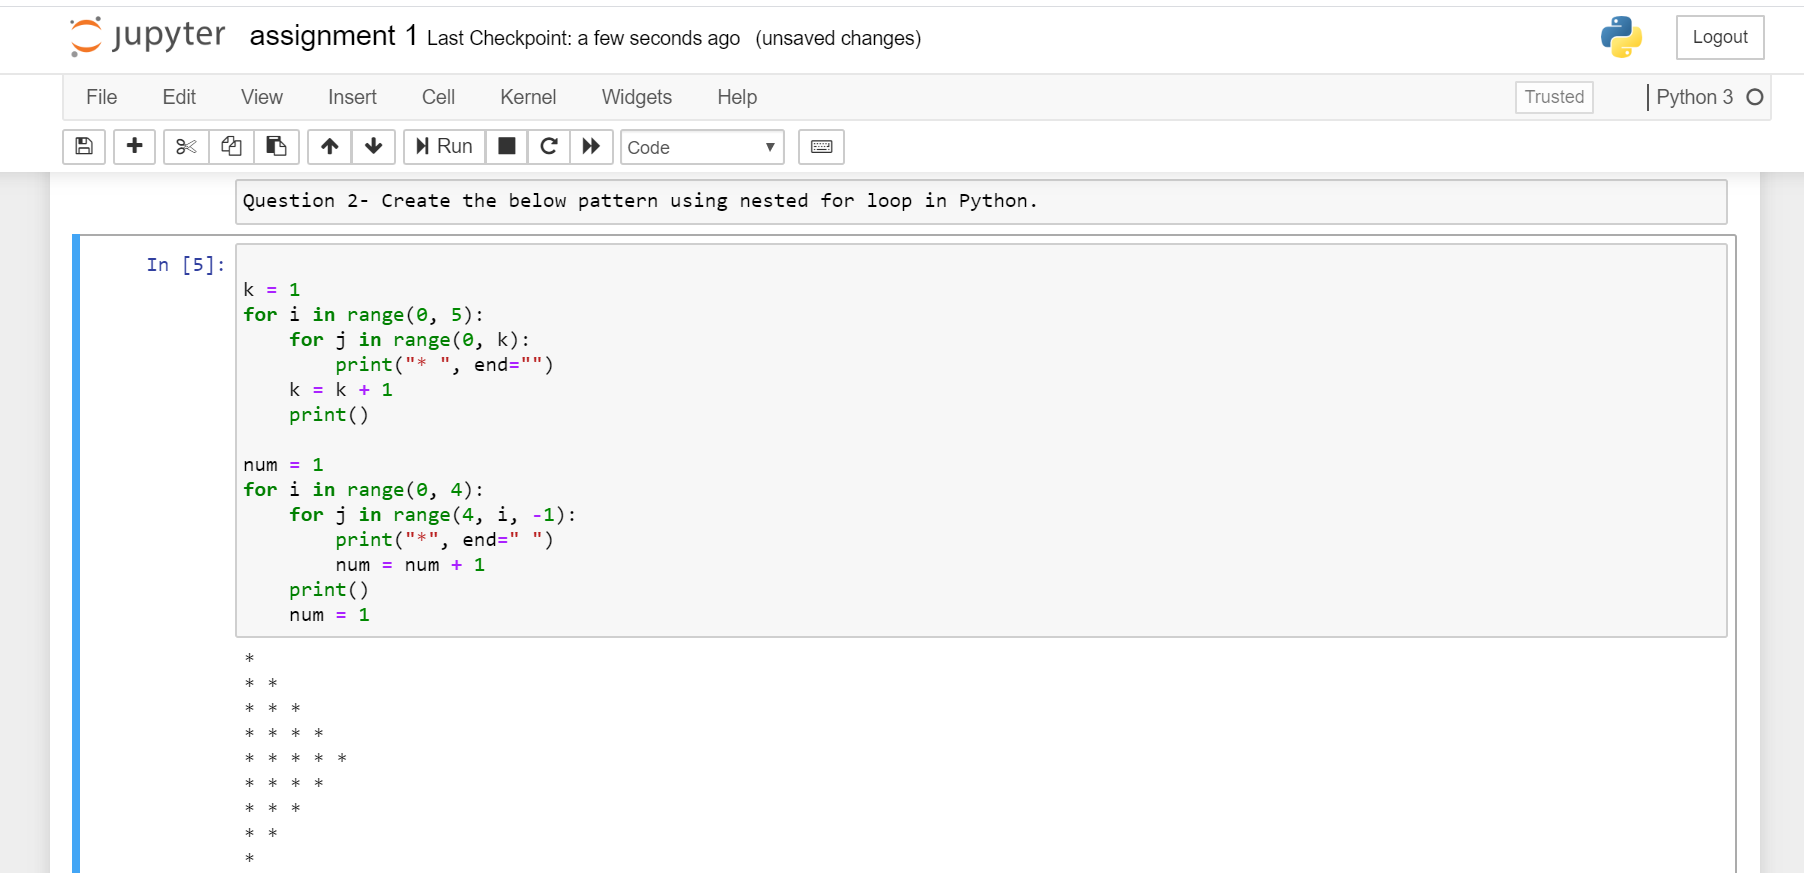 jupyter assignment 1 Last Checkpoint: a few seconds ago (unsaved changes)
Logout
File Edit View Insert Cell Kernel Widgets Help
Trusted
Python 3
Run
Code
Question 2- Create the below pattern using nested for loop in Python.
In [5]:
k = 1
for i in range(0, 5):
    for j in range(0, k):
        print("* ", end="")
    k = k + 1
    print()

num = 1
for i in range(0, 4):
    for j in range(4, i, -1):
        print("*", end=" ")
        num = num + 1
    print()
    num = 1
*
* *
* * *
* * * *
* * * * *
* * * *
* * *
* *
*